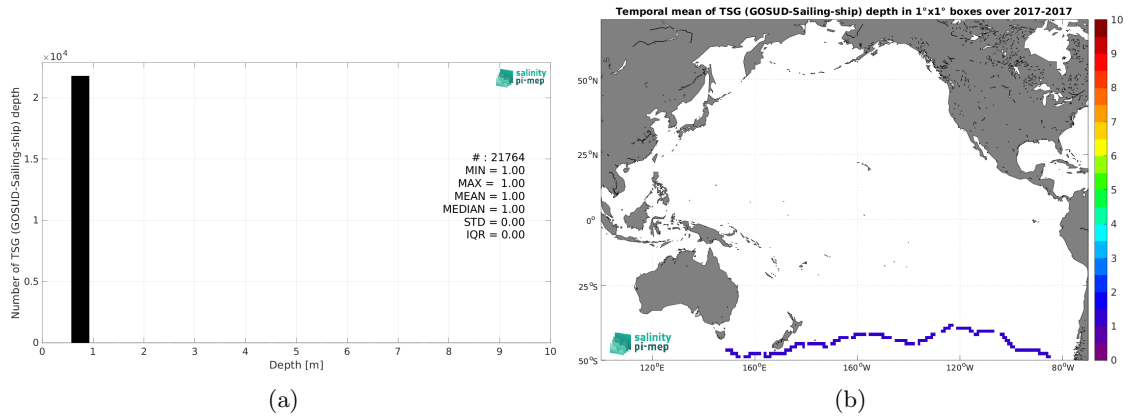 ×10⁴
2
1.5
1
0.5
0
Number of TSG (GOSUD-Sailing-ship) depth
salinity
pi-mep
# : 21764
MIN = 1.00
MAX = 1.00
MEAN = 1.00
MEDIAN = 1.00
STD = 0.00
IQR = 0.00
0 1 2 3 4 5 6 7 8 9 10
Depth [m]
(a)
Temporal mean of TSG (GOSUD-Sailing-ship) depth in 1°x1° boxes over 2017-2017
50°N
25°N
0°
25°S
50°S
salinity
pi-mep
120°E 160°E 160°W 120°W 80°W
10
9
8
7
6
5
4
3
2
1
0
(b)